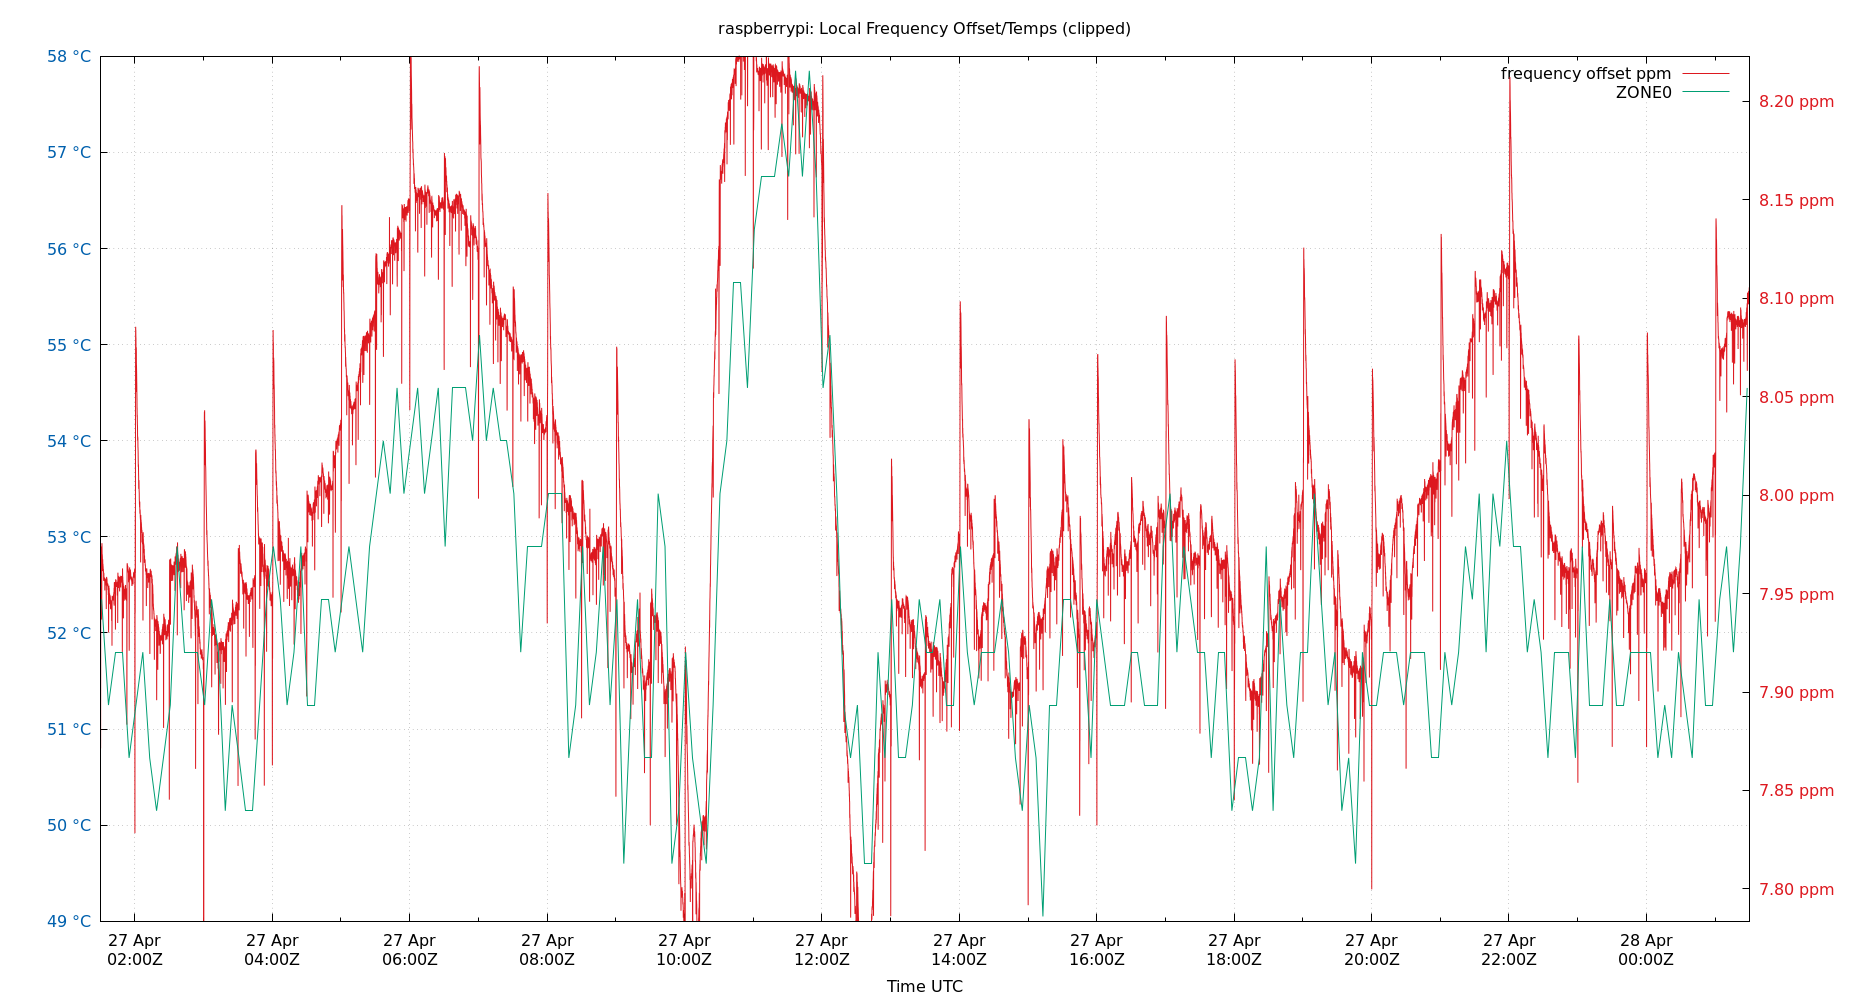 raspberrypi: Local Frequency Offset/Temps (clipped)
frequency offset ppm
ZONE0
58 °C
57 °C
56 °C
55 °C
54 °C
53 °C
52 °C
51 °C
50 °C
49 °C
8.20 ppm
8.15 ppm
8.10 ppm
8.05 ppm
8.00 ppm
7.95 ppm
7.90 ppm
7.85 ppm
7.80 ppm
27 Apr 27 Apr 27 Apr 27 Apr 27 Apr 27 Apr 27 Apr 27 Apr 27 Apr 27 Apr 27 Apr 28 Apr
02:00Z 04:00Z 06:00Z 08:00Z 10:00Z 12:00Z 14:00Z 16:00Z 18:00Z 20:00Z 22:00Z 00:00Z
Time UTC